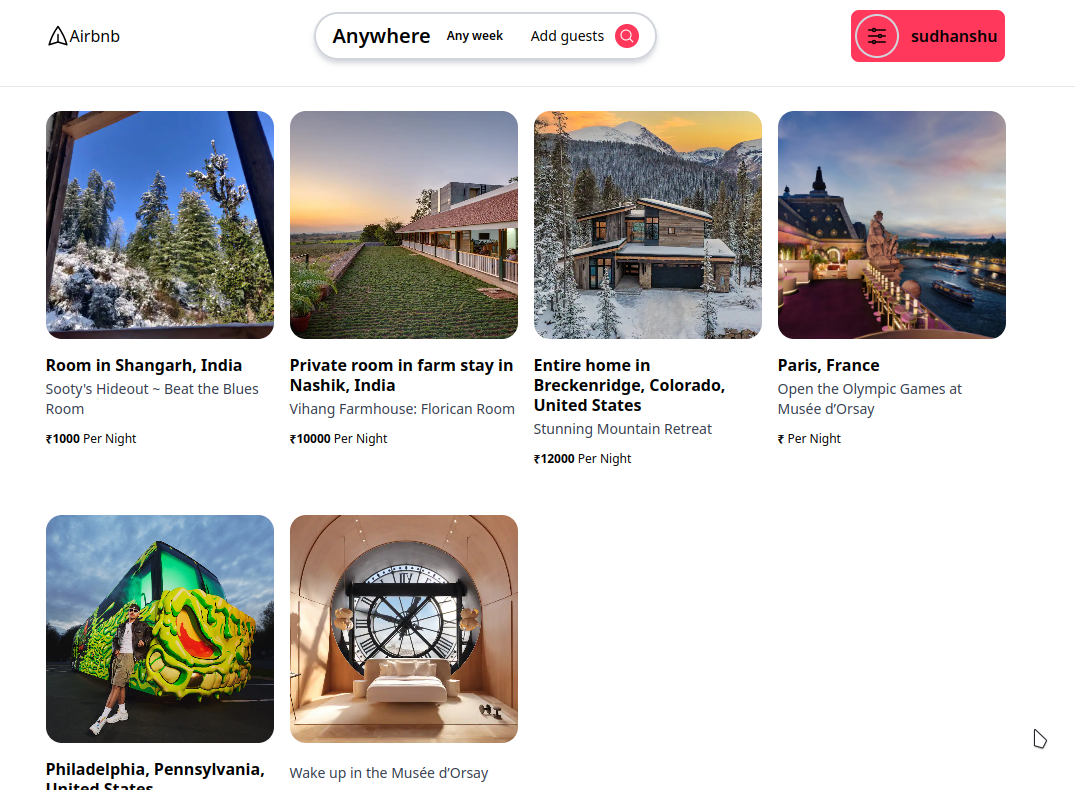 Airbnb
Anywhere
Any week
Add guests
sudhanshu
Room in Shangarh, India
Sooty's Hideout ~ Beat the Blues
Room
₹1000 Per Night
Private room in farm stay in
Nashik, India
Vihang Farmhouse: Florican Room
₹10000 Per Night
Entire home in
Breckenridge, Colorado,
United States
Stunning Mountain Retreat
₹12000 Per Night
Paris, France
Open the Olympic Games at
Musée d’Orsay
₹ Per Night
Philadelphia, Pennsylvania,
United States
Wake up in the Musée d’Orsay